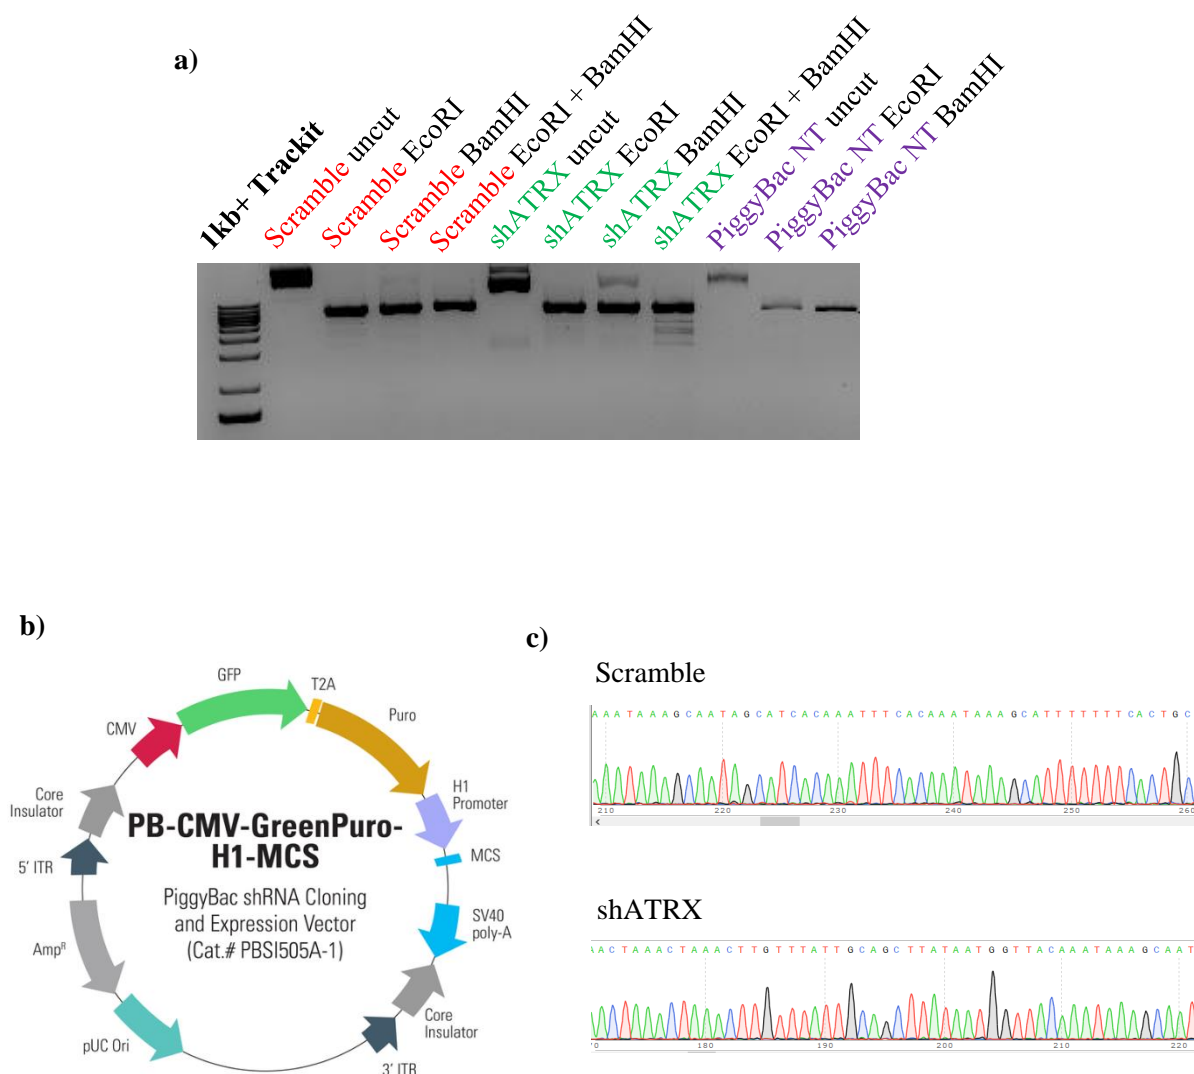 a)
1kb+ Trackit
Scramble uncut
Scramble EcoRI
Scramble BamHI
Scramble EcoRI + BamHI
shATRX uncut
shATRX EcoRI
shATRX BamHI
shATRX EcoRI + BamHI
PiggyBac NT uncut
PiggyBac NT EcoRI
PiggyBac NT BamHI
b)
GFP
T2A
Puro
CMV
H1
Promoter
Core
Insulator
PB-CMV-GreenPuro-
H1-MCS
MCS
5' ITR
PiggyBac shRNA Cloning
and Expression Vector
(Cat.# PBSI505A-1)
SV40
poly-A
AmpR
Core
Insulator
pUC Ori
3' ITR
c)
Scramble
AAATAAAGCAATAGCATCACAAATTTCACAAATAAAGCATTTTTTTCACTGC
210 220 230 240 250 260
shATRX
ACTAAACTAAACTTGTTTATTGCAGCTTATAATGGTTACAAATAAAGCAAT
180 190 200 210 220